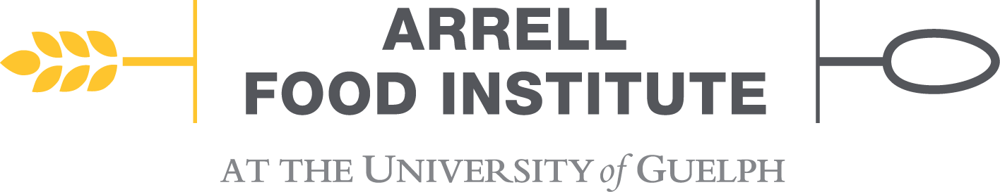 ARRELL
FOOD INSTITUTE
AT THE UNIVERSITY of GUELPH